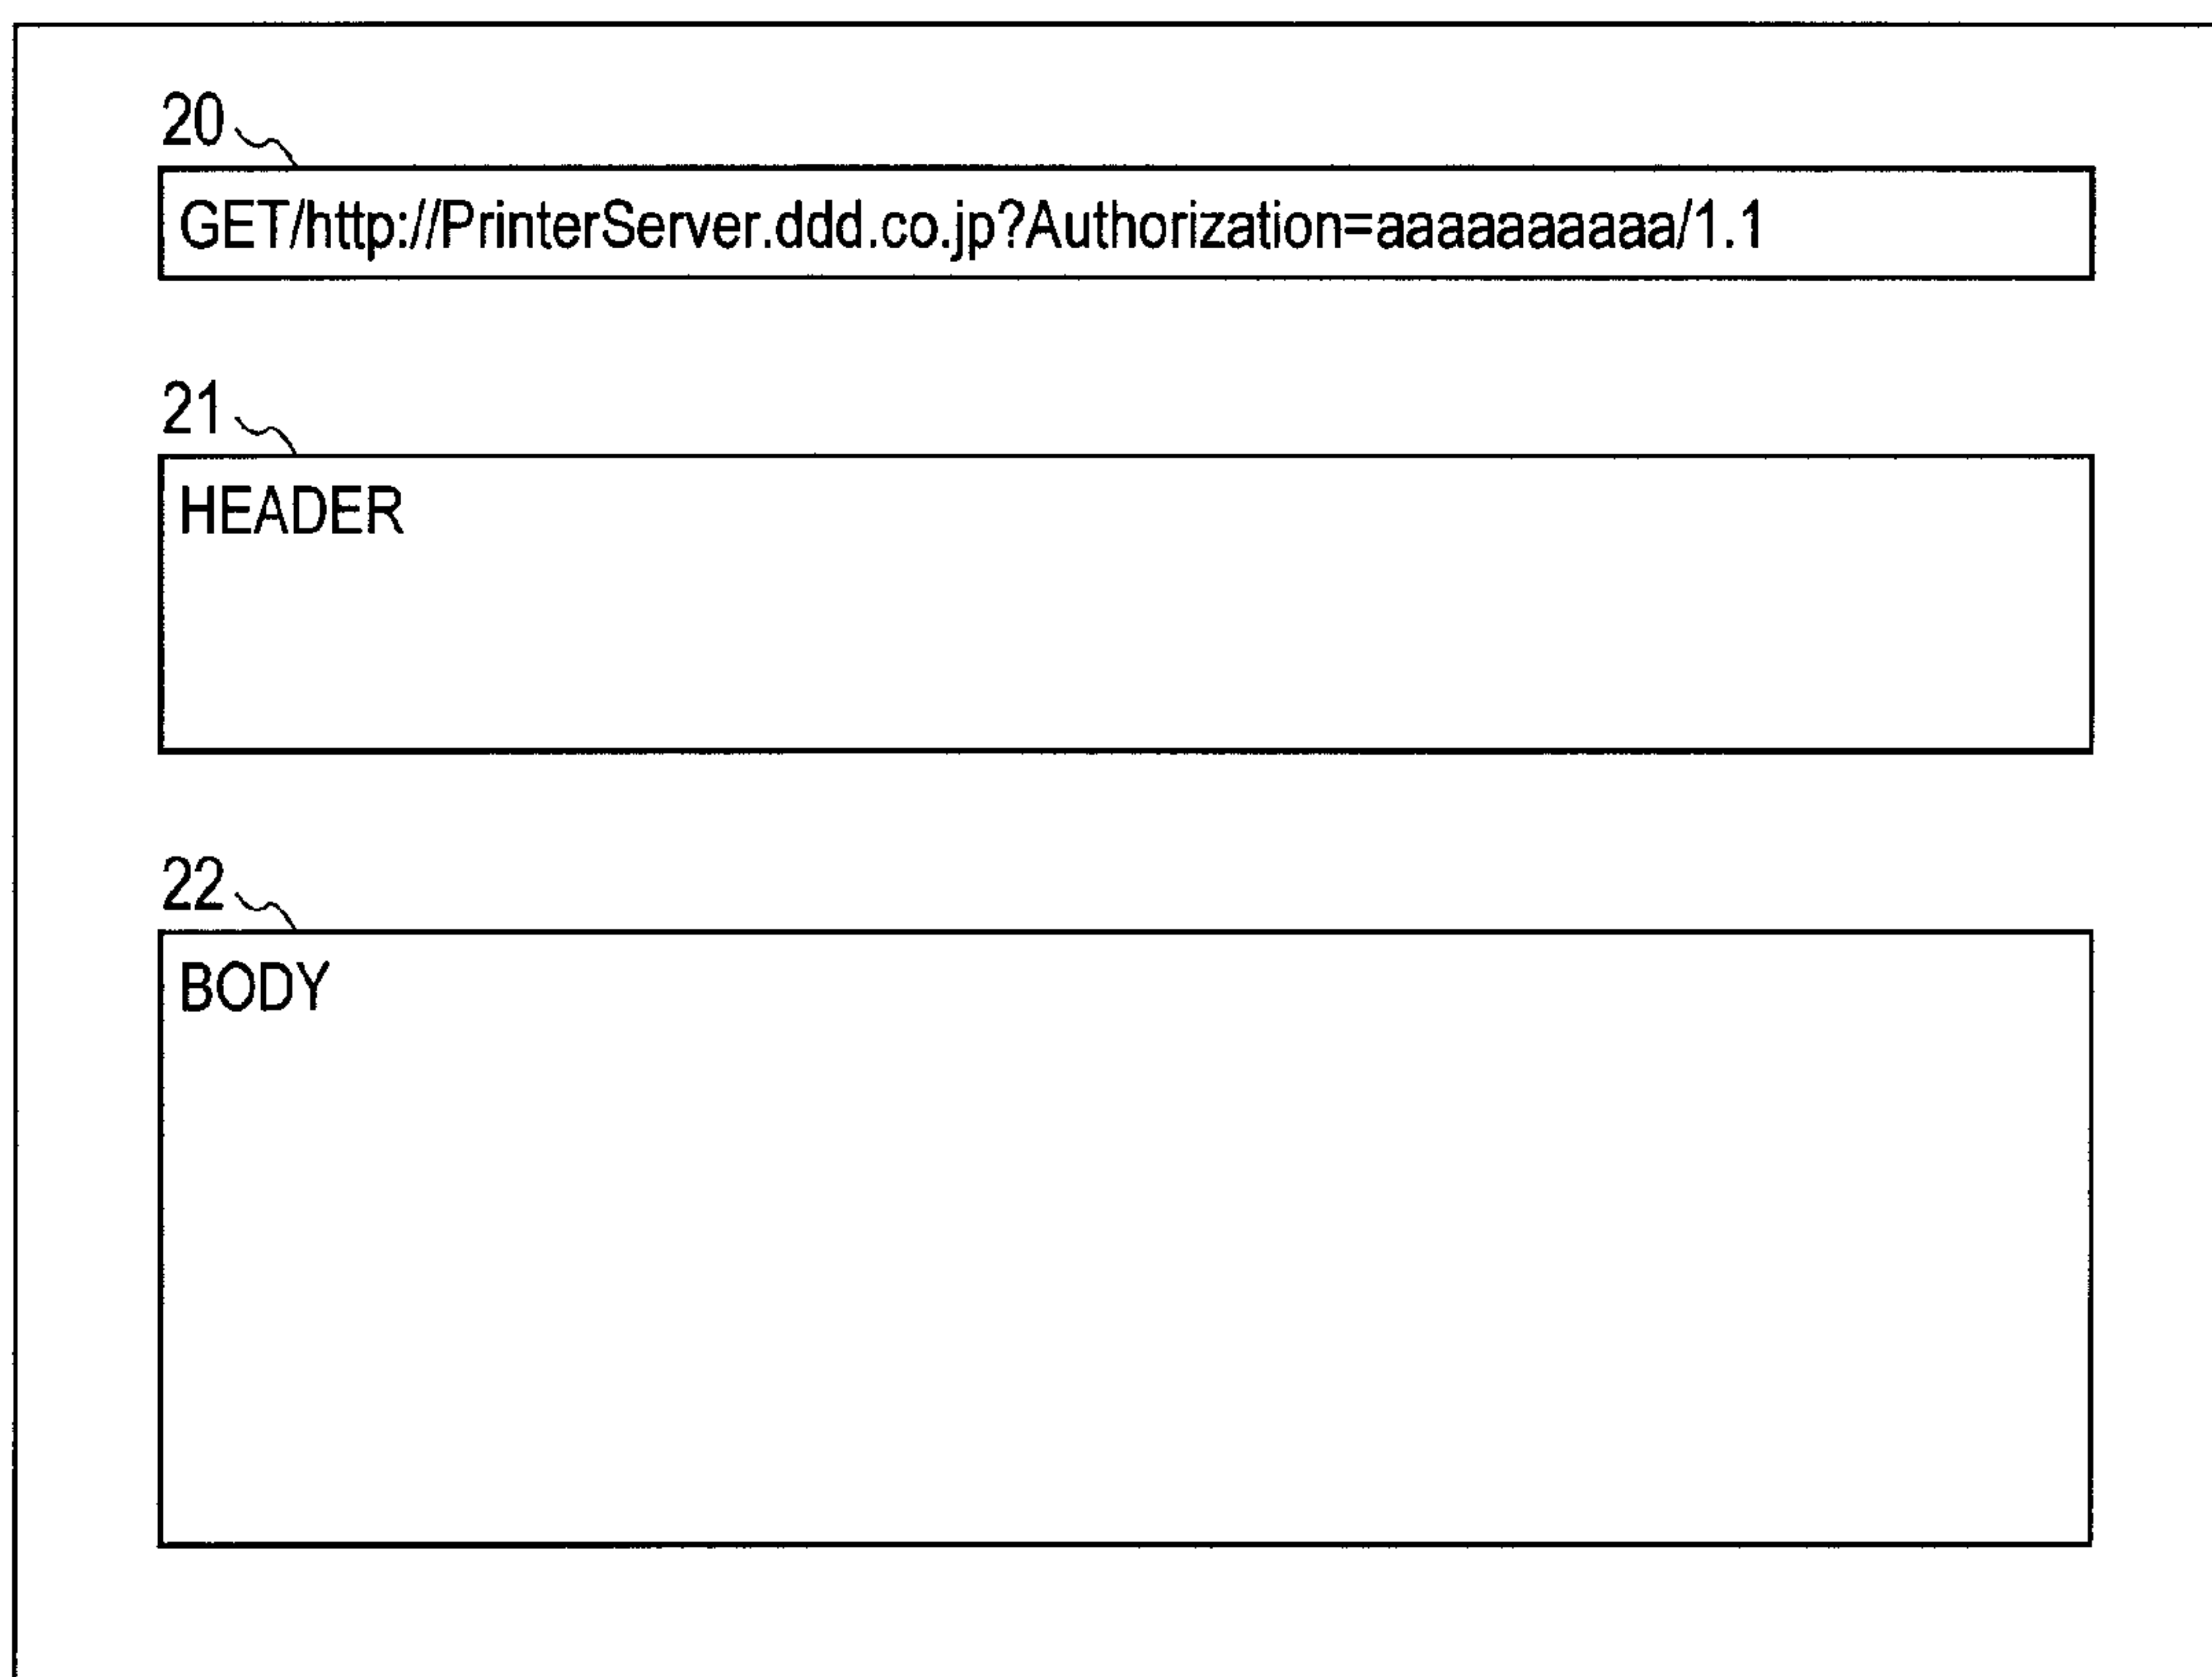 20
GET/http://PrinterServer.ddd.co.jp?Authorization=aaaaaaaaaa/1.1
21
HEADER
22
BODY